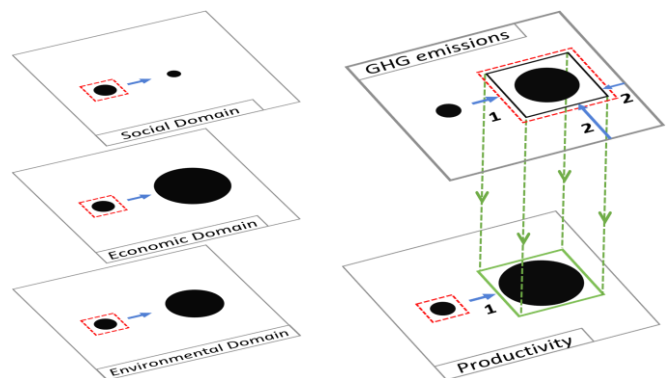 Social Domain
Economic Domain
Environmental Domain
GHG emissions
1
2
2
1
Productivity